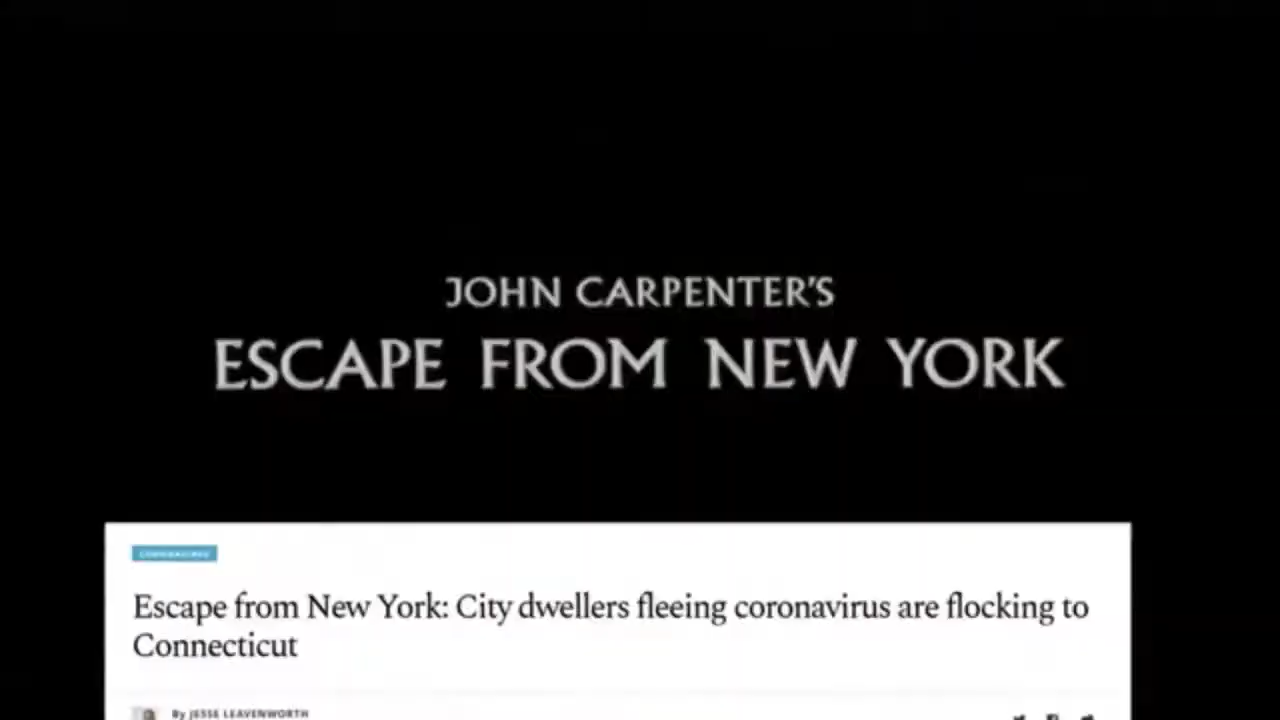 JOHN CARPENTER'S
ESCAPE FROM NEW YORK
CORONAVIRUS
Escape from New York: City dwellers fleeing coronavirus are flocking to
Connecticut
By JESSE LEAVENWORTH